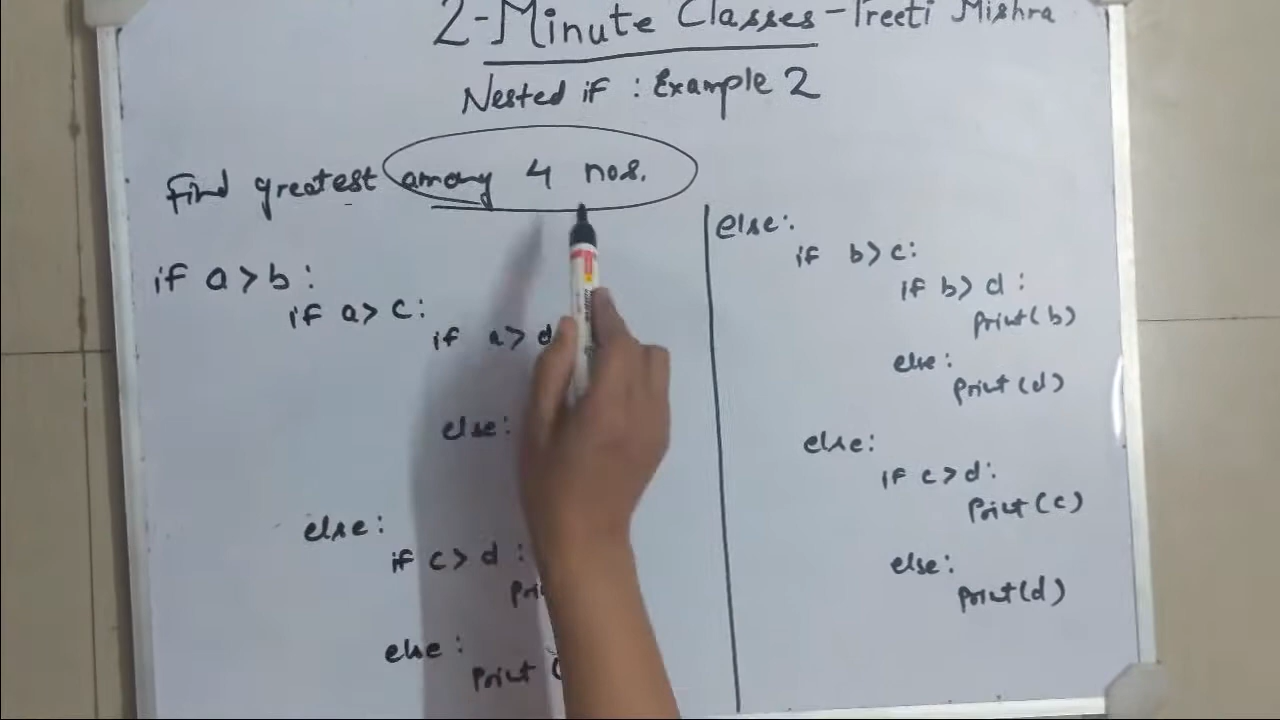 2-Minute Classes - Preeti Mishra
Nested if : Example 2
Find greatest among 4 nos.
if a > b :
if a > c :
if a > d
else :
else :
if c > d :
else :
Print (
else :
if b > c :
if b > d :
Print ( b )
else :
Print ( d )
else :
if c > d :
Print ( c )
else :
Print ( d )